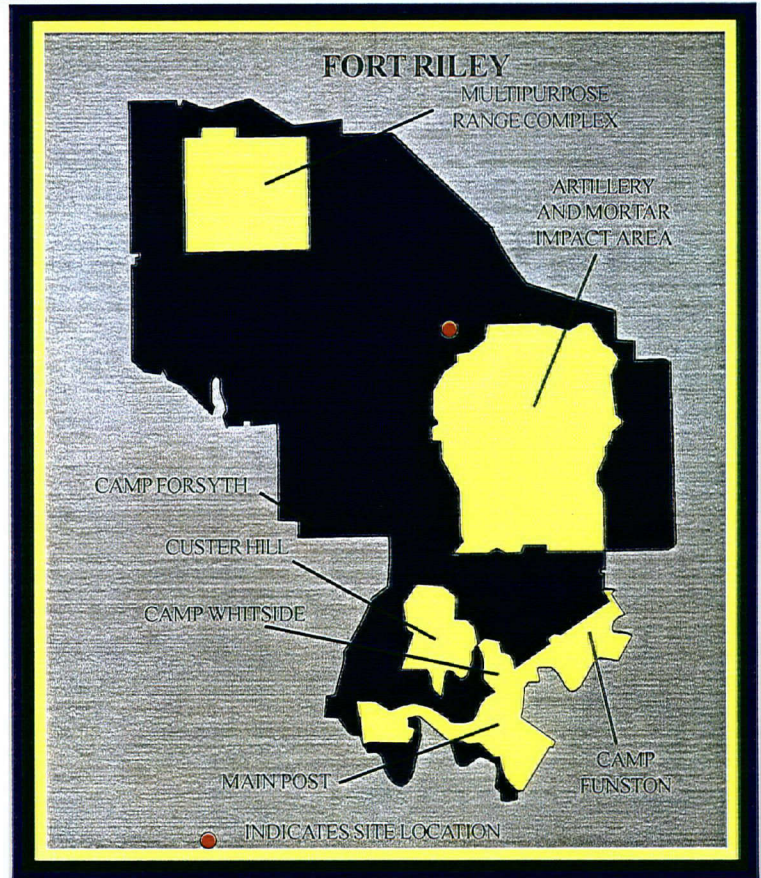 FORT RILEY
MULTIPURPOSE
RANGE COMPLEX
ARTILLERY
AND MORTAR
IMPACT AREA
CAMP FORSYTH
CUSTER HILL
CAMP WHITSIDE
MAIN POST
CAMP
FUNSTON
INDICATES SITE LOCATION